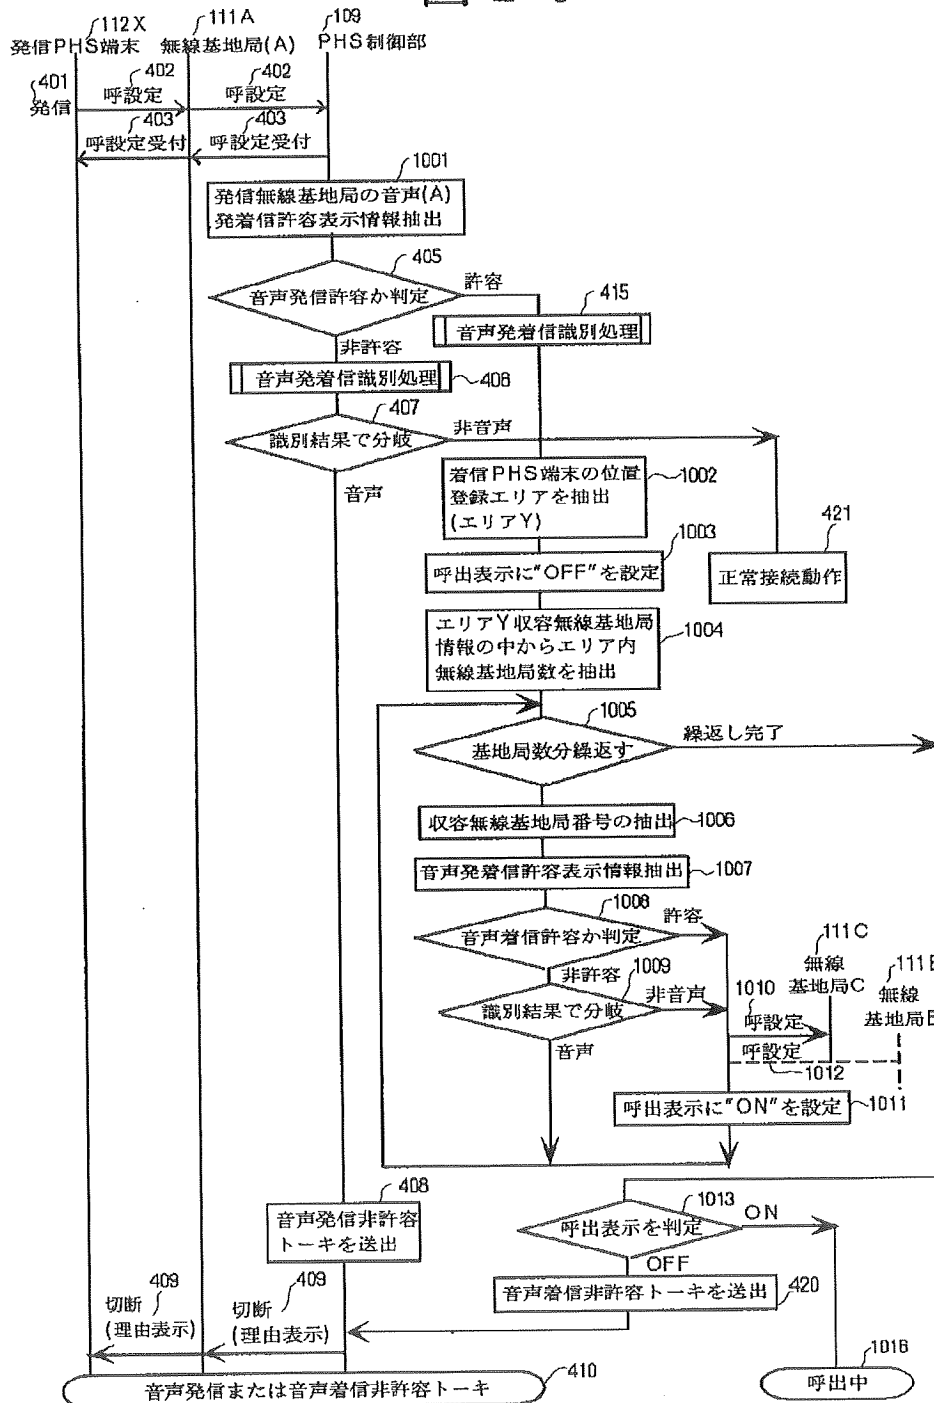 112X
111A
109
発信PHS端末
無線基地局(A)
PHS制御部
401
発信
402
呼設定
402
呼設定
403
呼設定受付
403
呼設定受付
1001
発信無線基地局の音声(A)
発着信許容表示情報抽出
405
音声発信許容か判定
許容
415
音声発着信識別処理
非許容
音声発着信識別処理
406
407
識別結果で分岐
非音声
音声
着信PHS端末の位置
登録エリアを抽出
(エリアY)
1002
1003
呼出表示に"OFF"を設定
421
正常接続動作
エリアY収容無線基地局
情報の中からエリア内
無線基地局数を抽出
1004
1005
基地局数分繰返す
繰返し完了
収容無線基地局番号の抽出
1006
音声発着信許容表示情報抽出
1007
1008
音声着信許容か判定
許容
111C
無線
基地局C
非許容
1009
識別結果で分岐
非音声
音声
1010
呼設定
呼設定
1012
無線
基地局
呼出表示に"ON"を設定
1011
408
音声発信非許容
トーキを送出
1013
呼出表示を判定
ON
OFF
音声着信非許容トーキを送出
420
409
切断
(理由表示)
409
切断
(理由表示)
410
音声発信または音声着信非許容トーキ
1016
呼出中